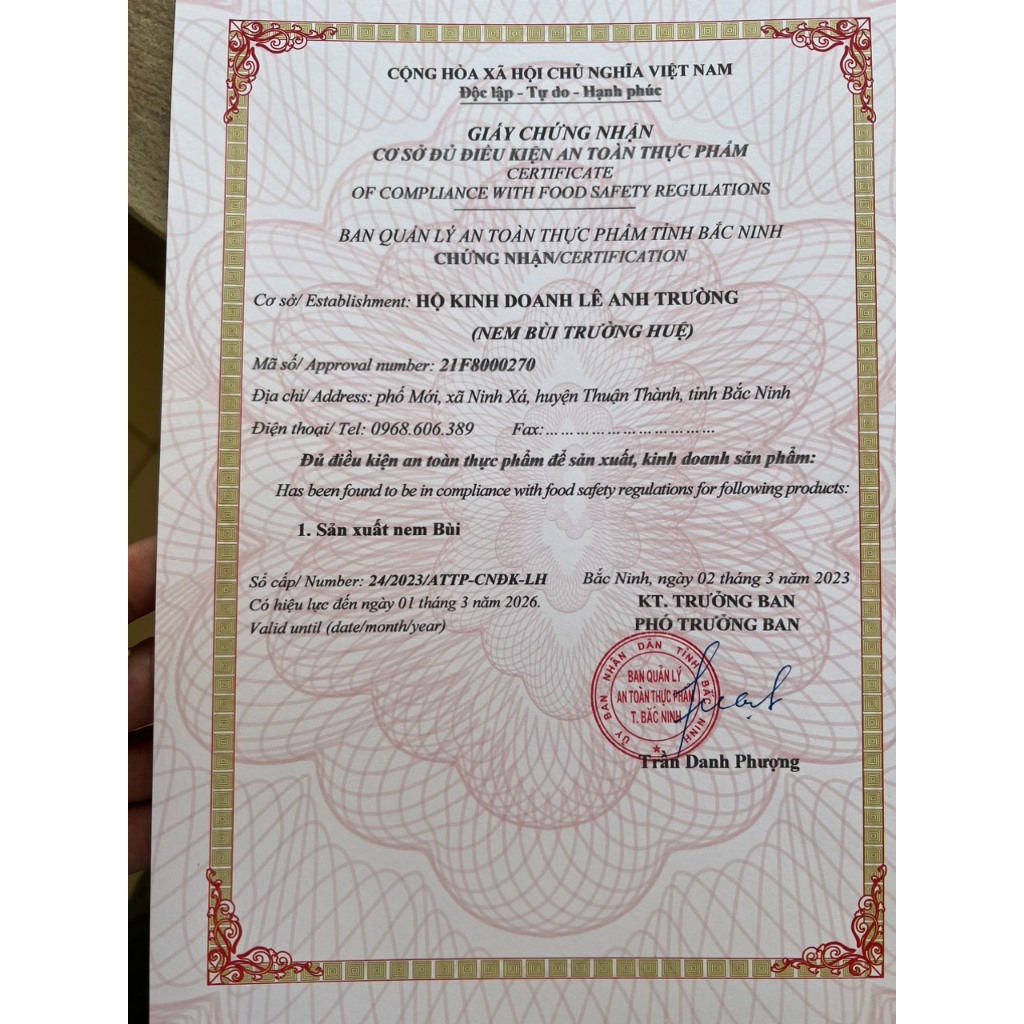 CỘNG HÒA XÃ HỘI CHỦ NGHĨA VIỆT NAM
Độc lập - Tự do - Hạnh phúc
GIẤY CHỨNG NHẬN
CƠ SỞ ĐỦ ĐIỀU KIỆN AN TOÀN THỰC PHẨM
CERTIFICATE
OF COMPLIANCE WITH FOOD SAFETY REGULATIONS
BAN QUẢN LÝ AN TOÀN THỰC PHẨM TỈNH BẮC NINH
CHỨNG NHẬN/CERTIFICATION
Cơ sở/ Establishment: HỘ KINH DOANH LÊ ANH TRƯỜNG
(NEM BÙI TRƯỜNG HUỆ)
Mã số/ Approval number: 21F8000270
Địa chỉ/ Address: phố Mới, xã Ninh Xá, huyện Thuận Thành, tỉnh Bắc Ninh
Điện thoại/ Tel: 0968.606.389 Fax:... ... ... ... ... ... ... ... ... ... ...
Đủ điều kiện an toàn thực phẩm để sản xuất, kinh doanh sản phẩm:
Has been found to be in compliance with food safety regulations for following products:
1. Sản xuất nem Bùi
Số cấp/ Number: 24/2023/ATTP-CNĐK-LH
Có hiệu lực đến ngày 01 tháng 3 năm 2026.
Valid until (date/month/year)
Bắc Ninh, ngày 02 tháng 3 năm 2023
KT. TRƯỞNG BAN
PHÓ TRƯỞNG BAN
ỦY BAN NHÂN DÂN TỈNH BẮC NINH
BAN QUẢN LÝ
AN TOÀN THỰC PHẨM
T. BẮC NINH
Trần Danh Phượng